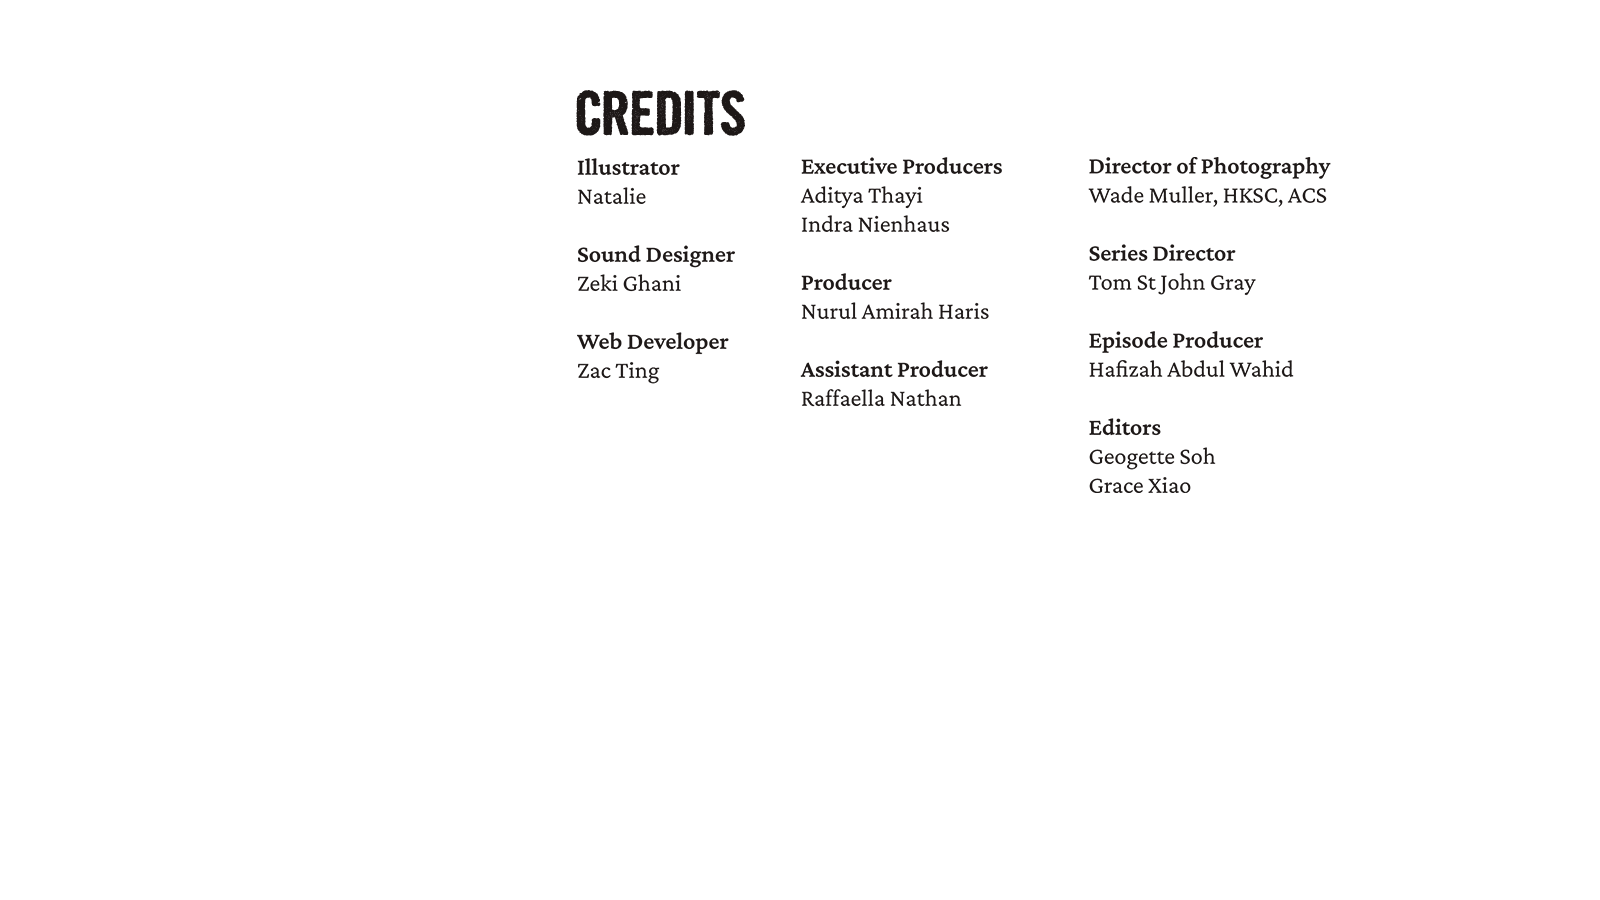 CREDITS
Illustrator
Natalie
Sound Designer
Zeki Ghani
Web Developer
Zac Ting
Executive Producers
Aditya Thayi
Indra Nienhaus
Producer
Nurul Amirah Haris
Assistant Producer
Raffaella Nathan
Director of Photography
Wade Muller, HKSC, ACS
Series Director
Tom St John Gray
Episode Producer
Hafizah Abdul Wahid
Editors
Geogette Soh
Grace Xiao